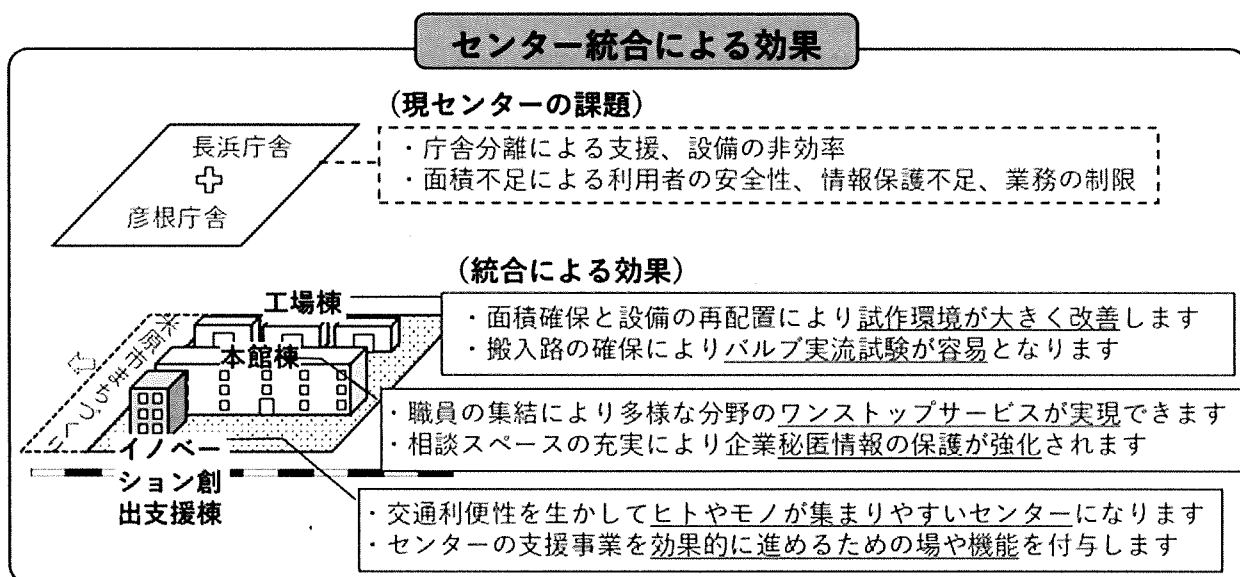 センター統合による効果
(現センターの課題)
長浜庁舎
彦根庁舎
・庁舎分離による支援、設備の非効率
・面積不足による利用者の安全性、情報保護不足、業務の制限
(統合による効果)
工場棟
・面積確保と設備の再配置により試作環境が大きく改善します
・搬入路の確保によりバルブ実流試験が容易となります
米原市まちづくり
本館棟
・職員の集結により多様な分野のワンストップサービスが実現できます
・相談スペースの充実により企業秘匿情報の保護が強化されます
イノベー
ション創
出支援棟
・交通利便性を生かしてヒトやモノが集まりやすいセンターになります
・センターの支援事業を効果的に進めるための場や機能を付与します